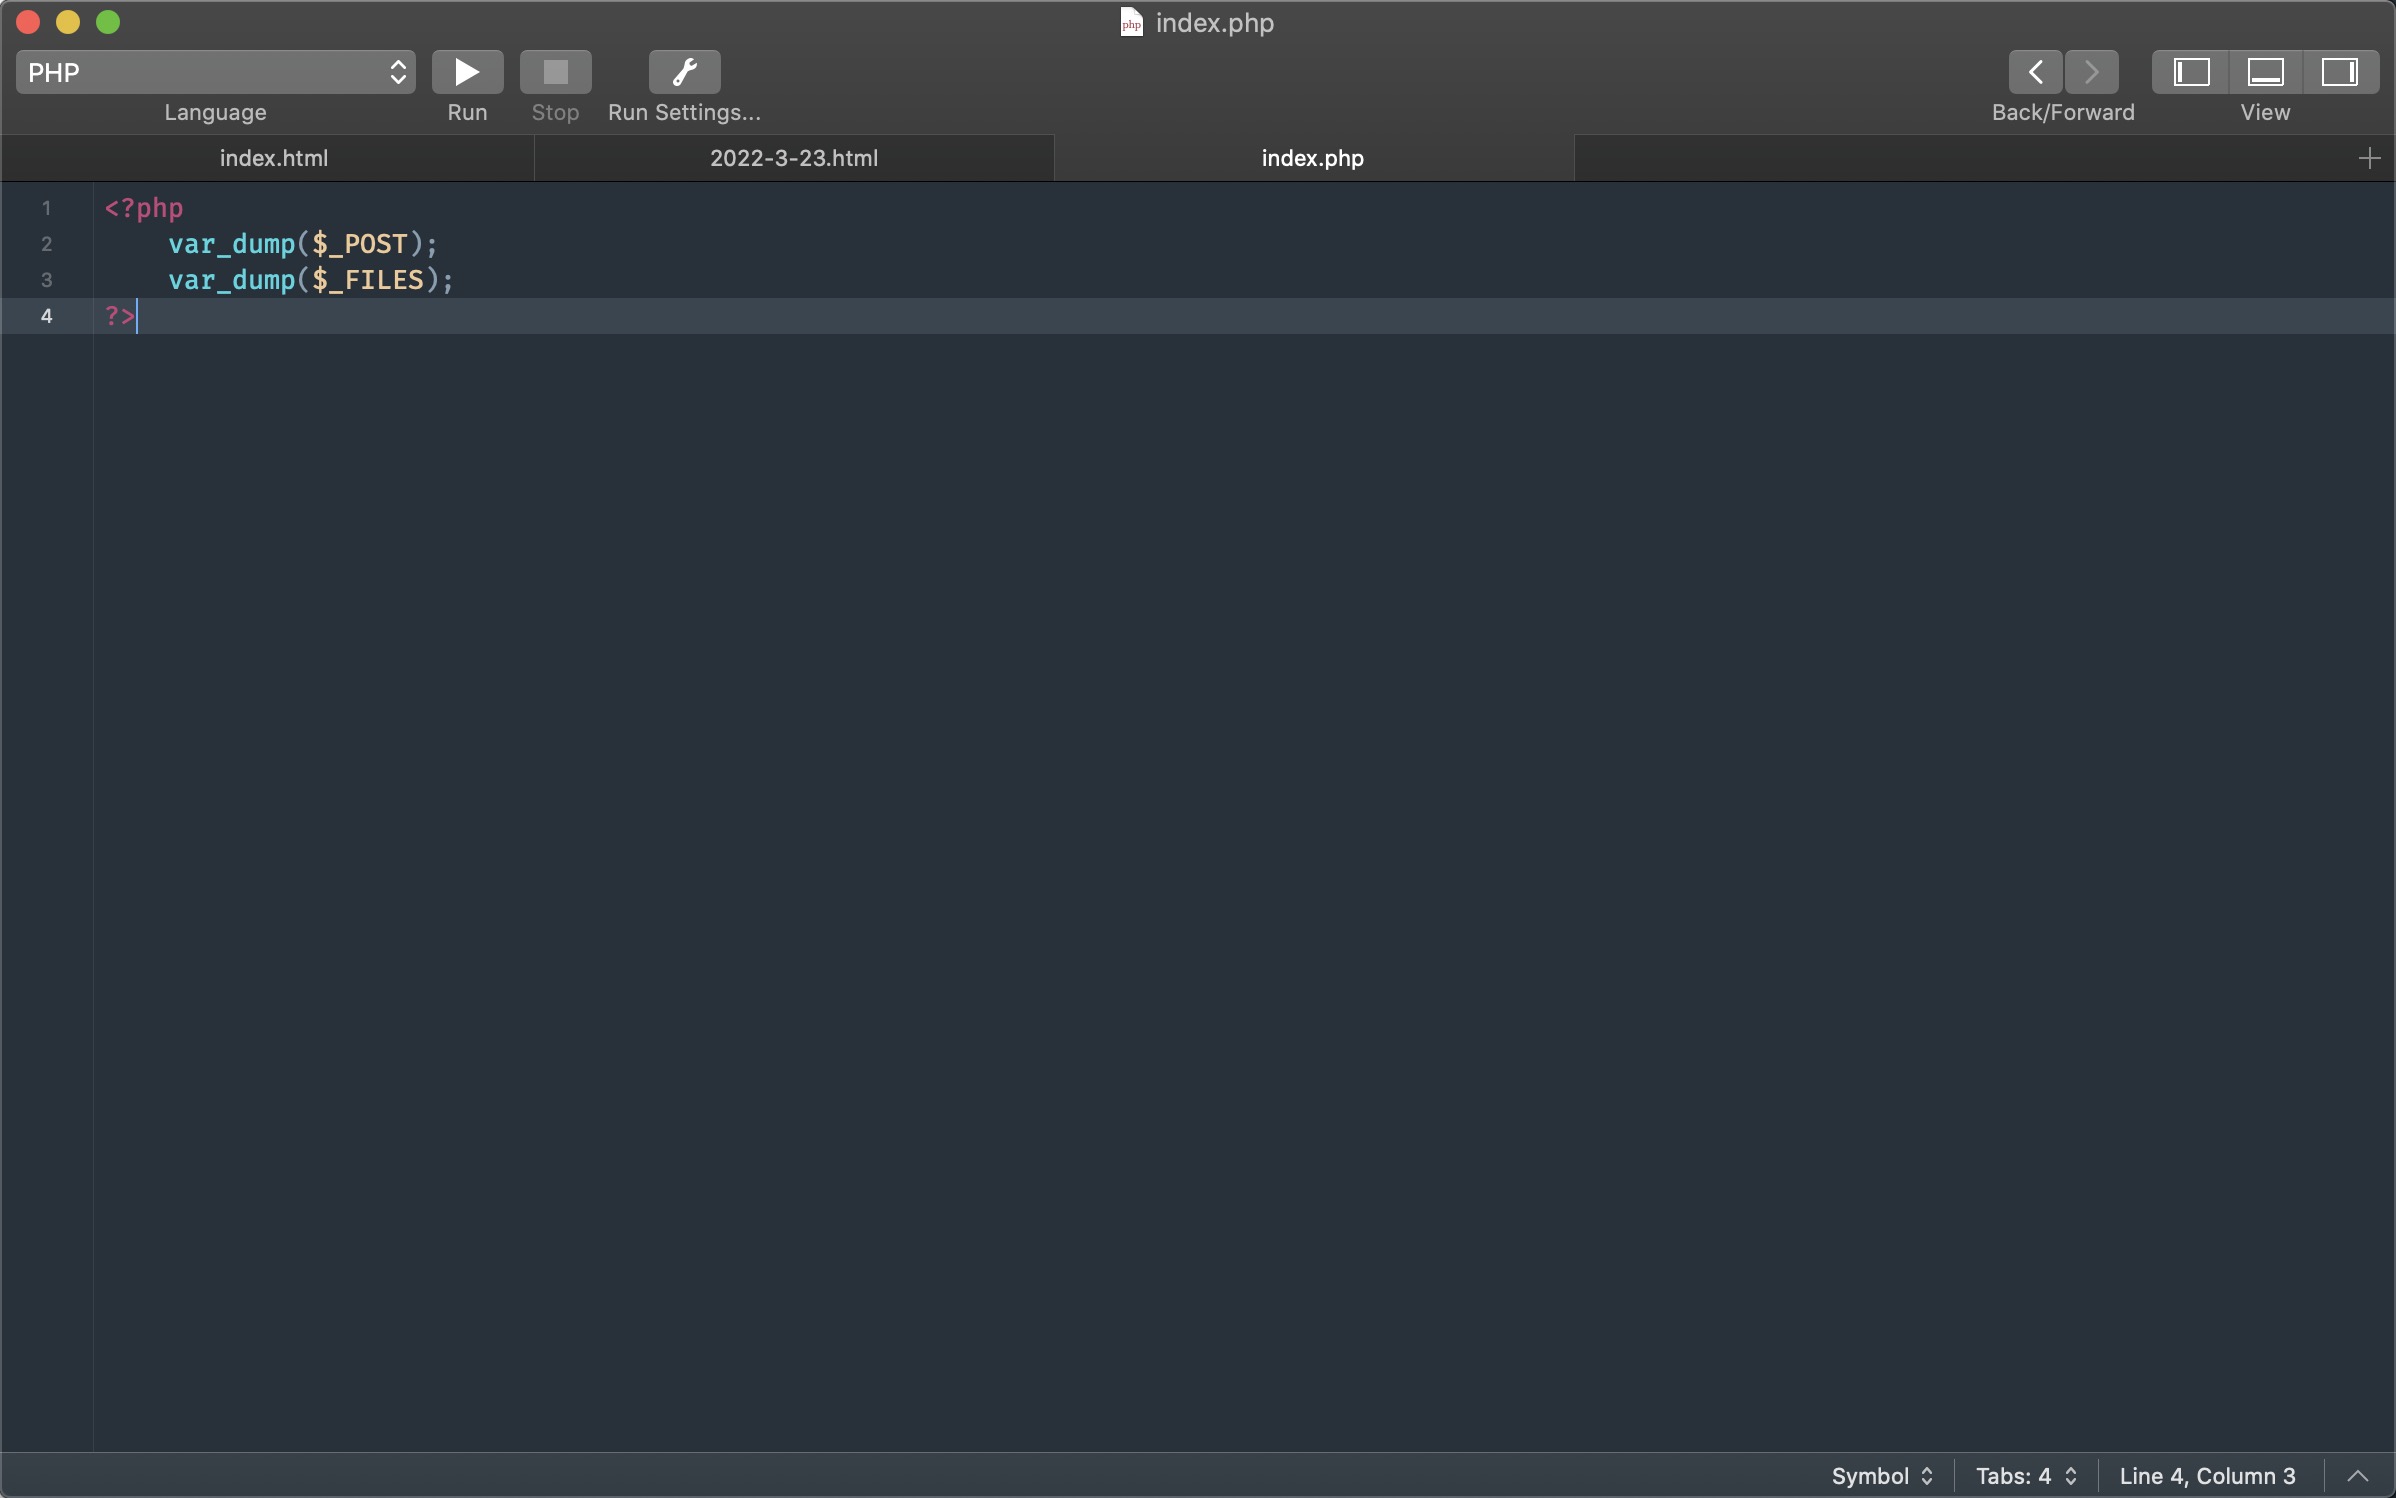 index.php
PHP
Language
Run
Stop
Run Settings...
Back/Forward
View
index.html
2022-3-23.html
index.php
1 <?php
2 var_dump($_POST);
3 var_dump($_FILES);
4 ?>
Symbol
Tabs: 4
Line 4, Column 3